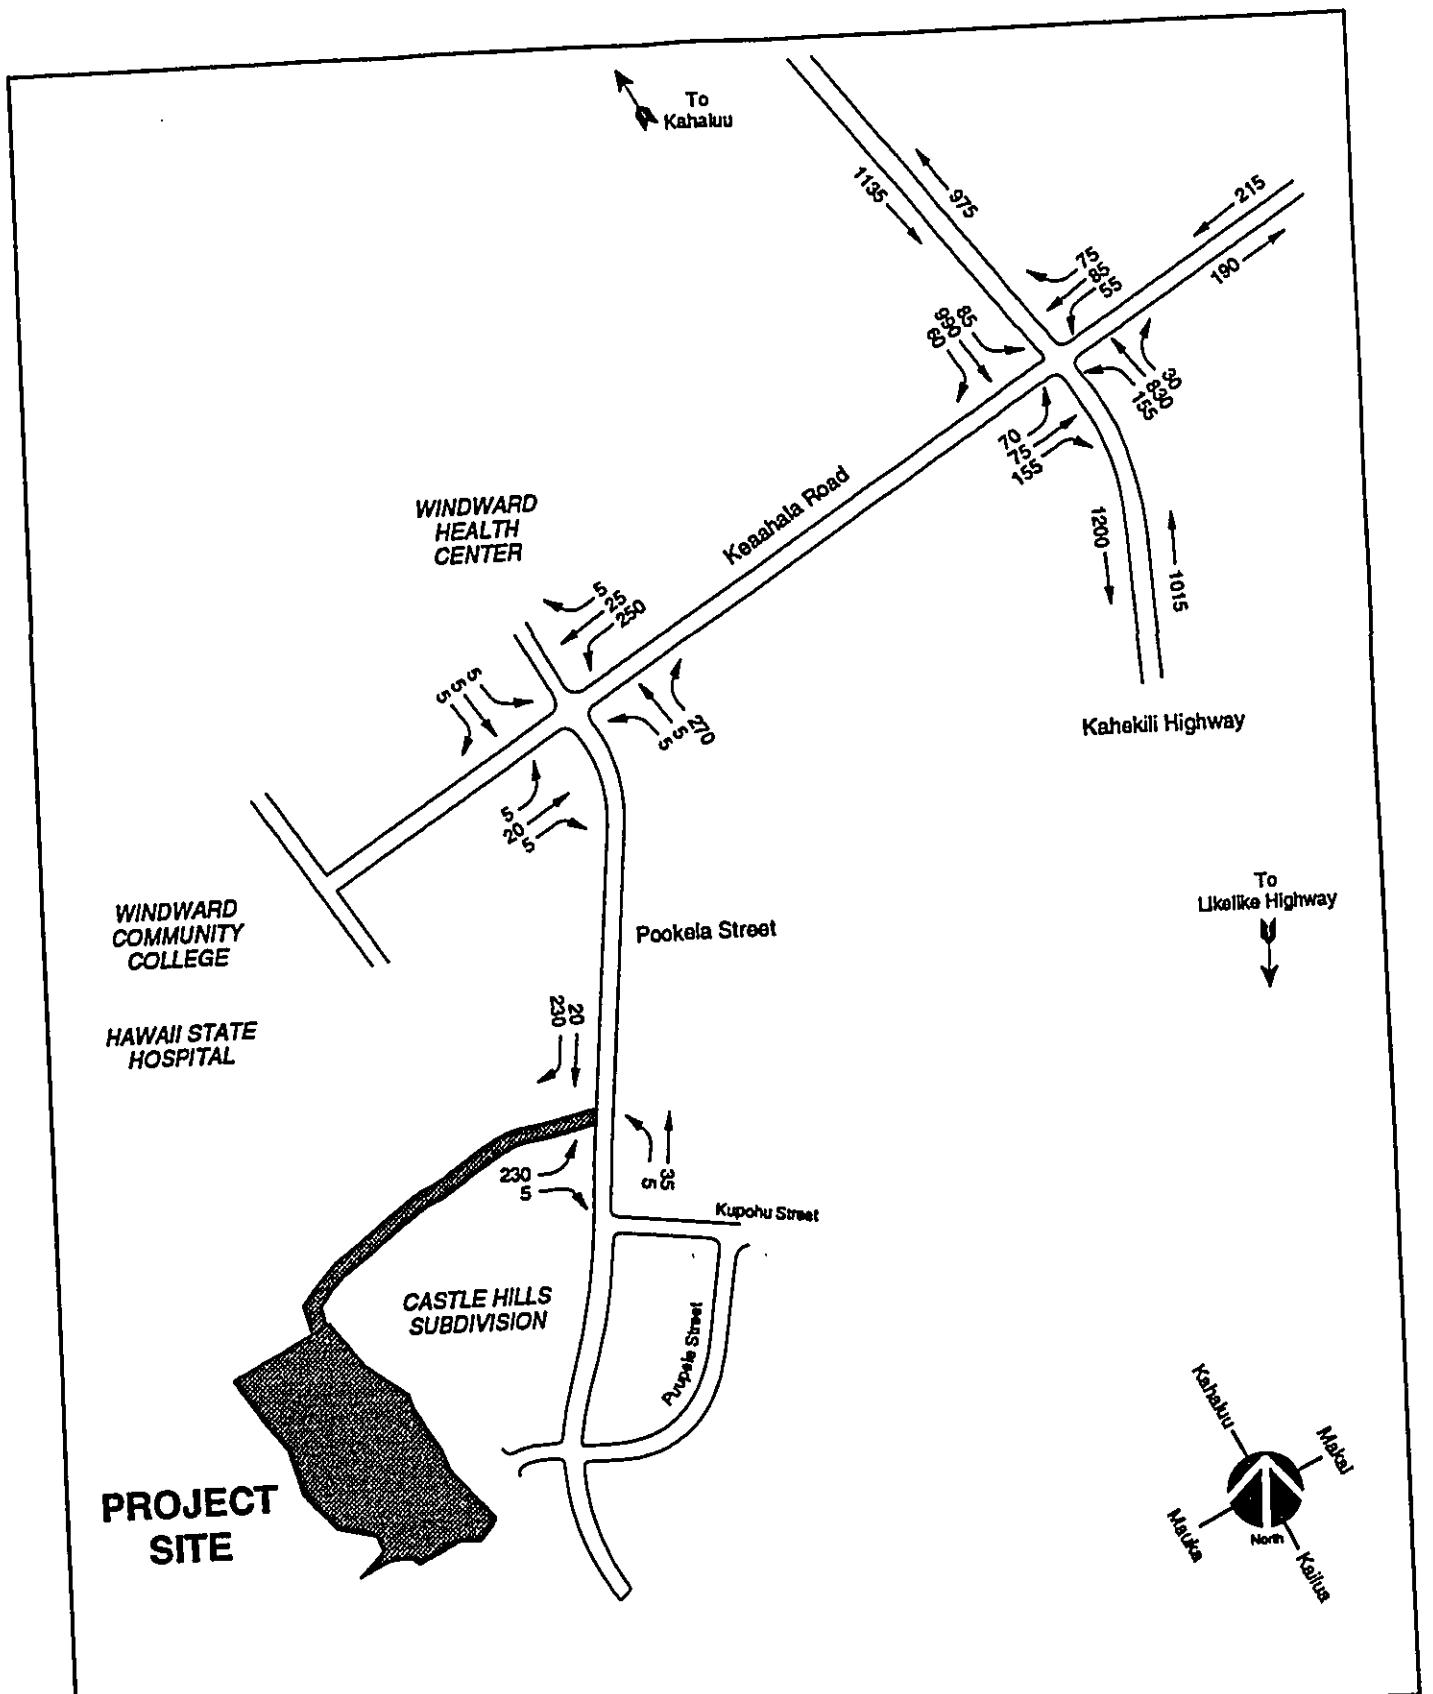 To
Kahaluu
1135
975
215
190
75
85
55
85
990
60
30
830
155
70
75
155
1200
1015
Kahekili Highway
Keaahala Road
WINDWARD
HEALTH
CENTER
5
25
250
5
5
5
270
5
5
5
20
5
WINDWARD
COMMUNITY
COLLEGE
HAWAII STATE
HOSPITAL
Pookela Street
To
Likelike Highway
20
230
230
5
35
5
Kupohu Street
CASTLE HILLS
SUBDIVISION
Puupele Street
PROJECT
SITE
Kahaluu
Makai
Mauka
North
Kailua